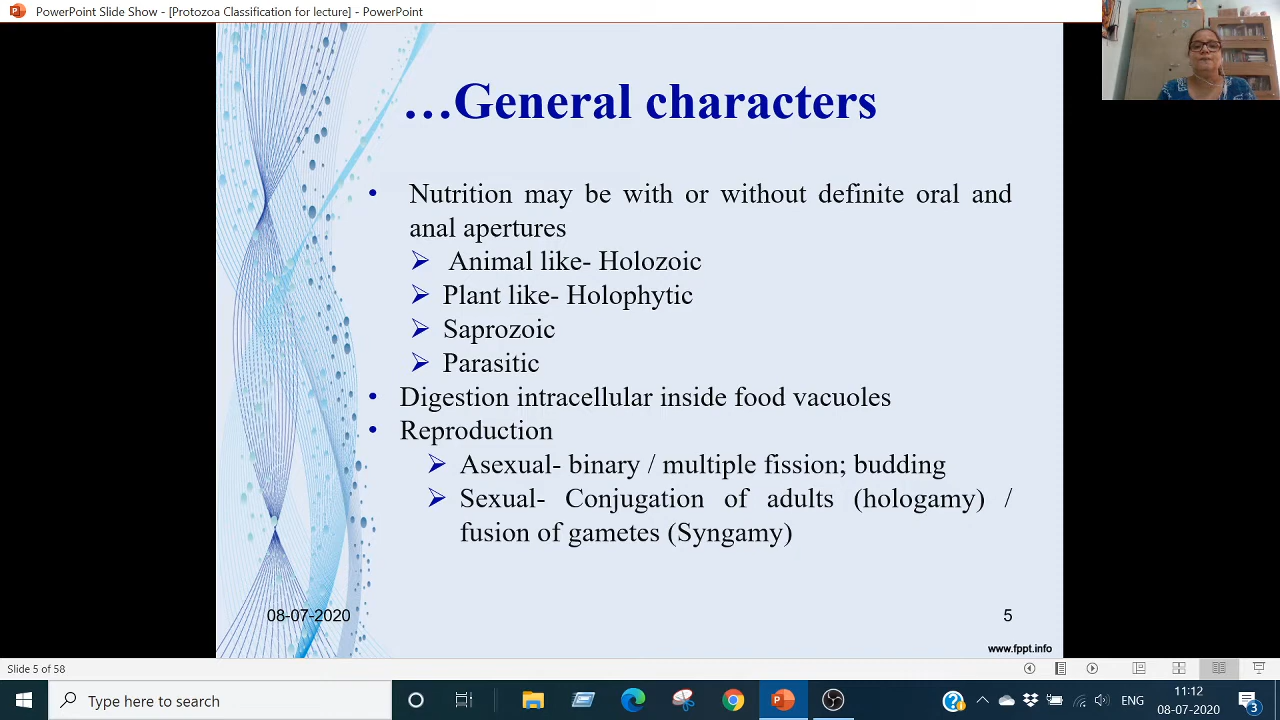 PowerPoint Slide Show - [Protozoa Classification for lecture] - PowerPoint
…General characters
• Nutrition may be with or without definite oral and
anal apertures
➢ Animal like- Holozoic
➢ Plant like- Holophytic
➢ Saprozoic
➢ Parasitic
• Digestion intracellular inside food vacuoles
• Reproduction
➢ Asexual- binary / multiple fission; budding
➢ Sexual- Conjugation of adults (hologamy) /
fusion of gametes (Syngamy)
08-07-2020
5
www.fppt.info
Slide 5 of 58
Type here to search
ENG
11:12
08-07-2020
3